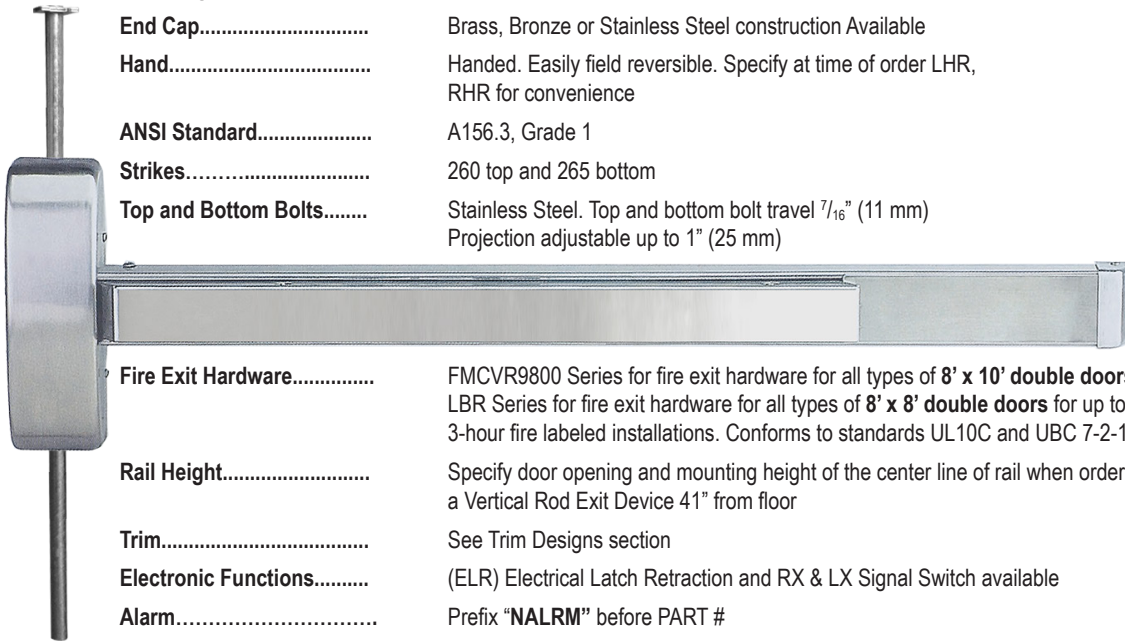 End Cap............................... Brass, Bronze or Stainless Steel construction Available
Hand..................................... Handed. Easily field reversible. Specify at time of order LHR,
RHR for convenience
ANSI Standard..................... A156.3, Grade 1
Strikes………....................... 260 top and 265 bottom
Top and Bottom Bolts........ Stainless Steel. Top and bottom bolt travel 7/16” (11 mm)
Projection adjustable up to 1” (25 mm)
Fire Exit Hardware............... FMCVR9800 Series for fire exit hardware for all types of 8’ x 10’ double doors
LBR Series for fire exit hardware for all types of 8’ x 8’ double doors for up to
3-hour fire labeled installations. Conforms to standards UL10C and UBC 7-2-1
Rail Height........................... Specify door opening and mounting height of the center line of rail when order
a Vertical Rod Exit Device 41” from floor
Trim...................................... See Trim Designs section
Electronic Functions.......... (ELR) Electrical Latch Retraction and RX & LX Signal Switch available
Alarm………………………………. Prefix “NALRM” before PART #